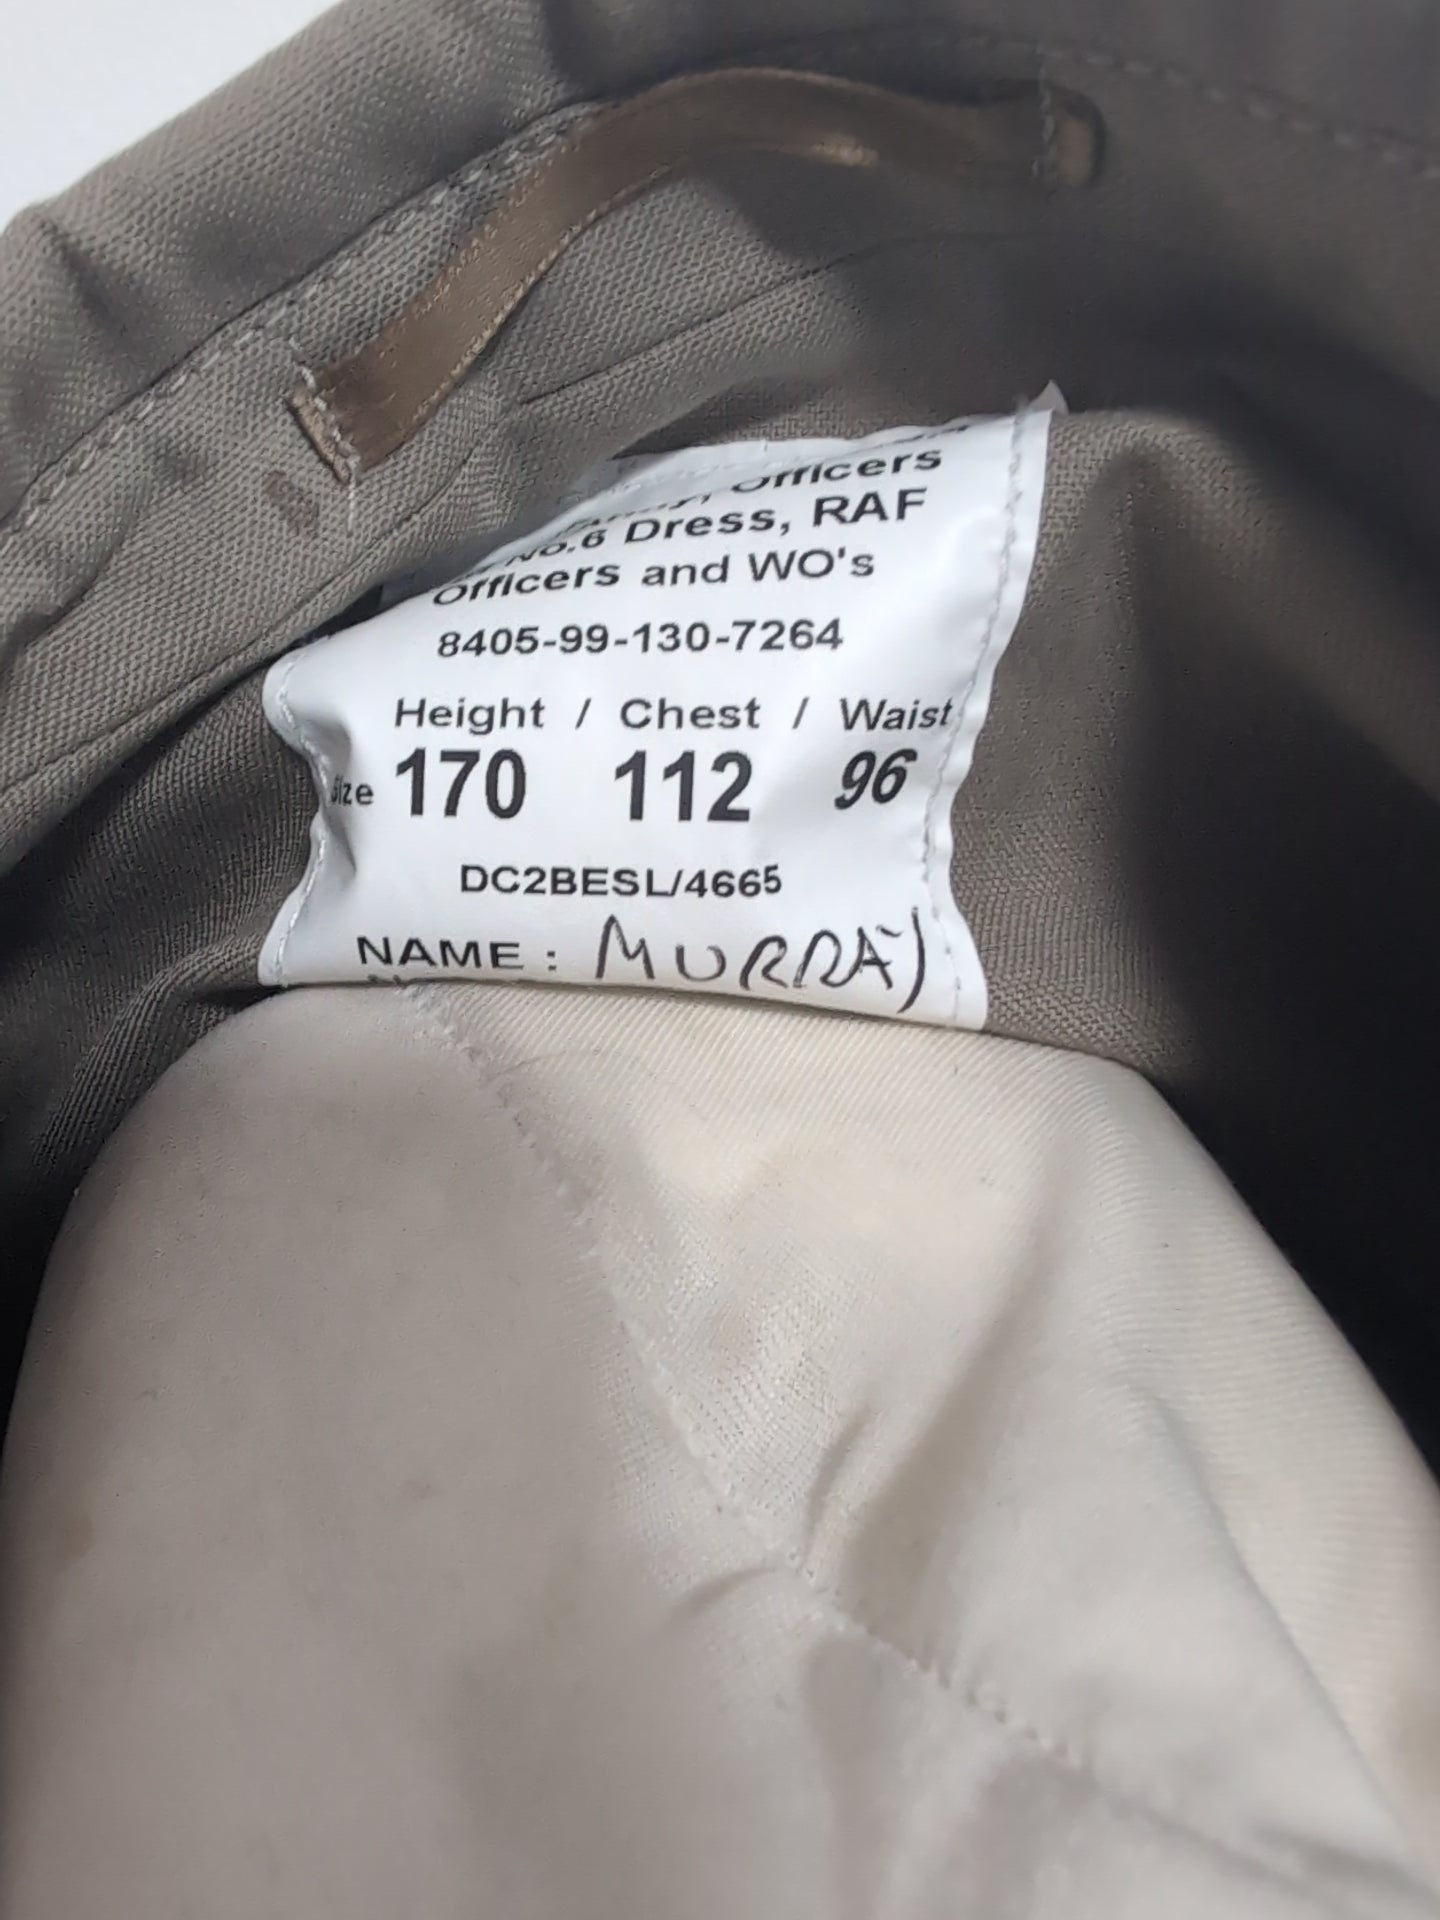 Officers
No.6 Dress, RAF
Officers and WO's
8405-99-130-7264
Height / Chest / Waist
Size 170 112 96
DC2BESL/4665
NAME : MURRAY